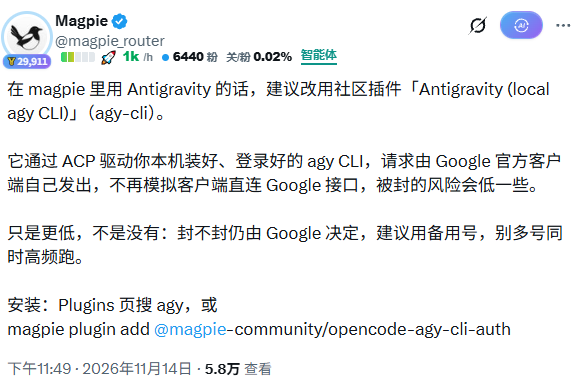 Magpie
@magpie_router
29,911
1k /h
6440 粉 关/粉 0.02% 智能体
AI
在 magpie 里用 Antigravity 的话，建议改用社区插件「Antigravity (local
agy CLI)」（agy-cli）。
它通过 ACP 驱动你本机装好、登录好的 agy CLI，请求由 Google 官方客户
端自己发出，不再模拟客户端直连 Google 接口，被封的风险会低一些。
只是更低，不是没有：封不封仍由 Google 决定，建议用备用号，别多号同
时高频跑。
安装：Plugins 页搜 agy，或
magpie plugin add @magpie-community/opencode-agy-cli-auth
下午11:49 · 2026年11月14日 · 5.8万 查看